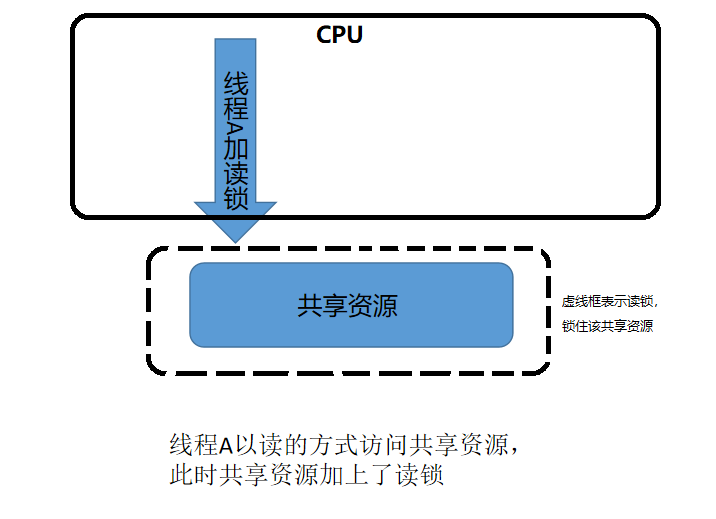 CPU
线程A加读锁
共享资源
虚线框表示读锁,
锁住该共享资源
线程A以读的方式访问共享资源，
此时共享资源加上了读锁